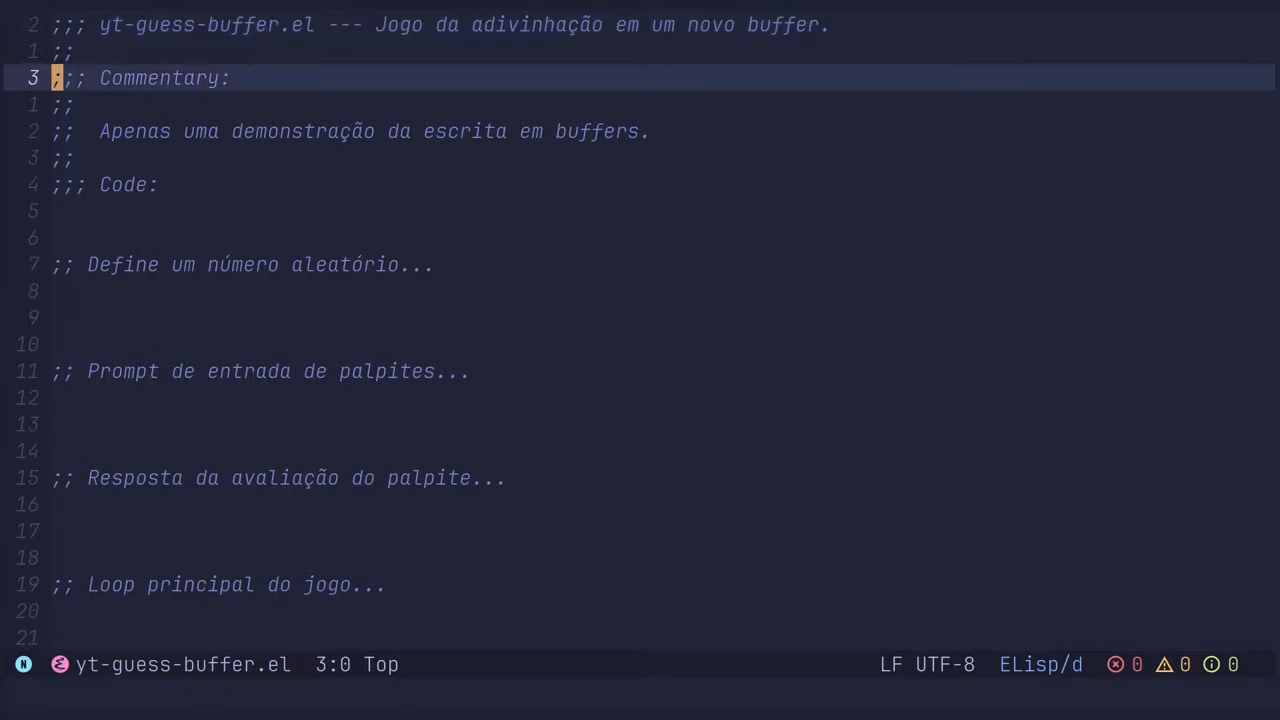 2 ;;; yt-guess-buffer.el --- Jogo da adivinhação em um novo buffer.
1 ;;
3 ;;; Commentary:
1 ;;
2 ;;  Apenas uma demonstração da escrita em buffers.
3 ;;
4 ;;; Code:
5
6
7 ;; Define um número aleatório...
8
9
10
11 ;; Prompt de entrada de palpites...
12
13
14
15 ;; Resposta da avaliação do palpite...
16
17
18
19 ;; Loop principal do jogo...
20
21
N yt-guess-buffer.el 3:0 Top LF UTF-8 ELisp/d 0 0 0